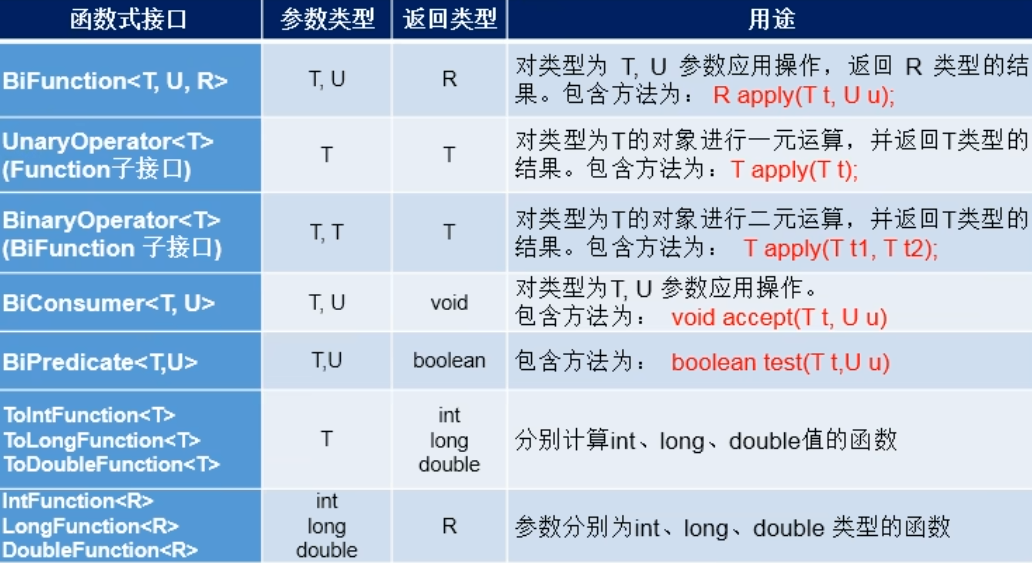 函数式接口 参数类型 返回类型 用途
BiFunction<T, U, R> T, U R 对类型为 T, U 参数应用操作，返回 R 类型的结
果。包含方法为： R apply(T t, U u);
UnaryOperator<T>
(Function子接口) T T 对类型为T的对象进行一元运算，并返回T类型的
结果。包含方法为：T apply(T t);
BinaryOperator<T>
(BiFunction 子接口) T, T T 对类型为T的对象进行二元运算，并返回T类型的
结果。包含方法为： T apply(T t1, T t2);
BiConsumer<T, U> T, U void 对类型为T, U 参数应用操作。
包含方法为： void accept(T t, U u)
BiPredicate<T,U> T,U boolean 包含方法为： boolean test(T t,U u)
ToIntFunction<T>
ToLongFunction<T>
ToDoubleFunction<T>
T
int
long
double
分别计算int、long、double值的函数
IntFunction<R>
LongFunction<R>
DoubleFunction<R>
int
long
double
R
参数分别为int、long、double 类型的函数